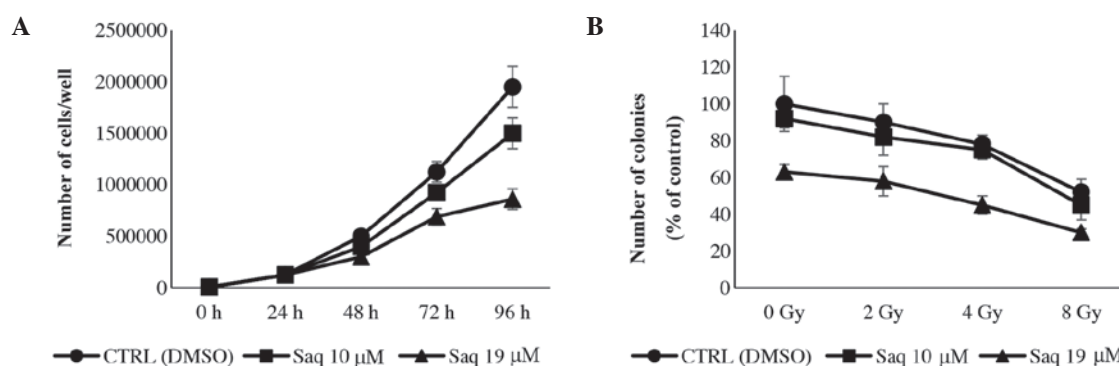 A
Number of cells/well
2500000
2000000
1500000
1000000
500000
0
0 h 24 h 48 h 72 h 96 h
CTRL (DMSO) Saq 10 µM Saq 19 µM
B
Number of colonies
(% of control)
140
120
100
80
60
40
20
0
0 Gy 2 Gy 4 Gy 8 Gy
CTRL (DMSO) Saq 10 µM Saq 19 µM